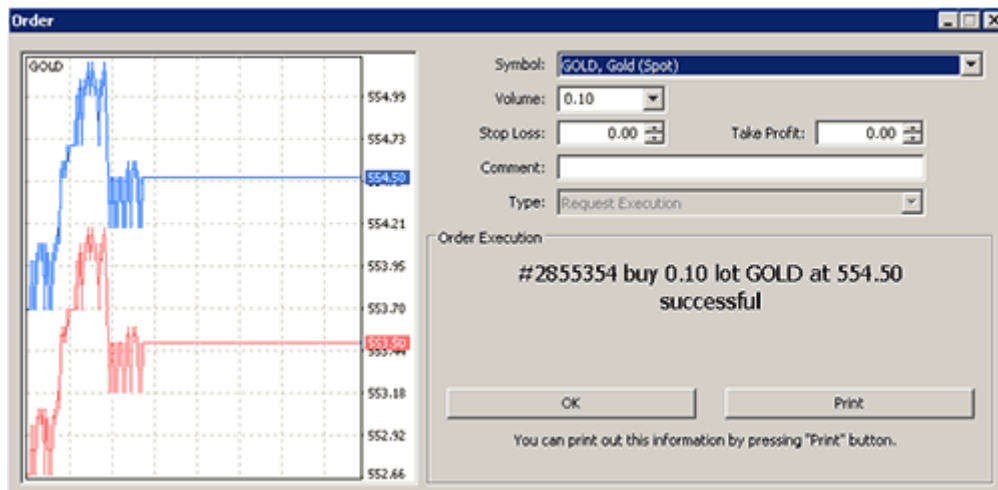 Order
GOLD
554.99
554.73
554.50
554.21
553.95
553.70
553.50
553.44
553.18
552.92
552.66
Symbol: GOLD, Gold (Spot)
Volume: 0.10
Stop Loss: 0.00 Take Profit: 0.00
Comment:
Type: Request Execution
Order Execution
#2855354 buy 0.10 lot GOLD at 554.50
successful
OK Print
You can print out this information by pressing "Print" button.